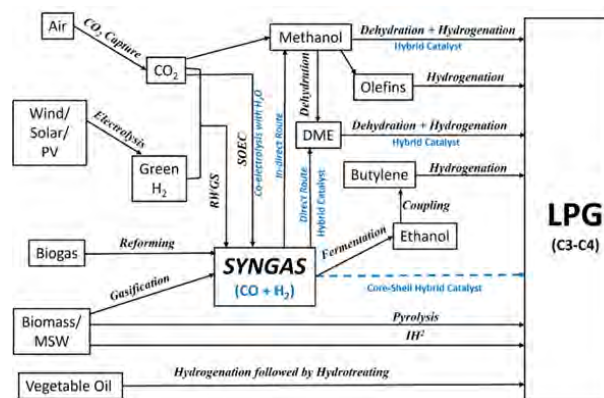 Air
CO₂ Capture
CO₂
Methanol
Dehydration + Hydrogenation
Hybrid Catalyst
Olefins
Hydrogenation
Dehydration
Wind/
Solar/
PV
Electrolysis
Green
H₂
RWGS
SOEC
Co-electrolysis with H₂O
In-direct Route
Direct Route
Hybrid Catalyst
DME
Dehydration + Hydrogenation
Hybrid Catalyst
Butylene
Hydrogenation
Coupling
Ethanol
Fermentation
LPG
(C3-C4)
Biogas
Reforming
SYNGAS
(CO + H₂)
Core-Shell Hybrid Catalyst
Gasification
Biomass/
MSW
Pyrolysis
IH²
Vegetable Oil
Hydrogenation followed by Hydrotreating